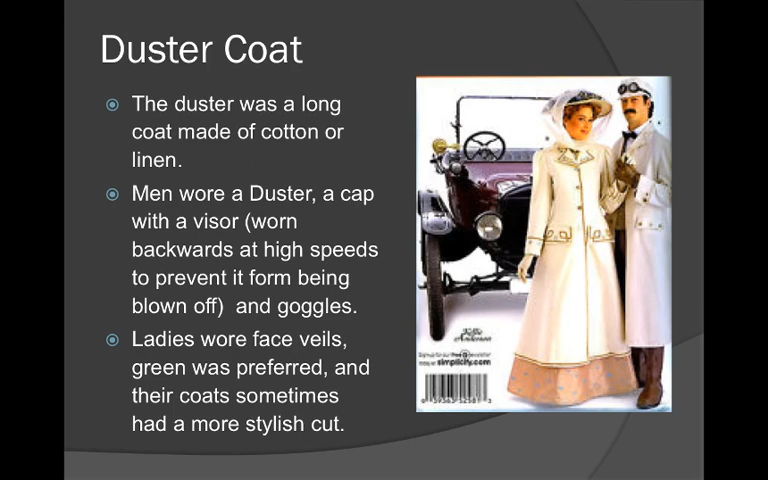 Duster Coat
The duster was a long
coat made of cotton or
linen.
Men wore a Duster, a cap
with a visor (worn
backwards at high speeds
to prevent it form being
blown off)  and goggles.
Ladies wore face veils,
green was preferred, and
their coats sometimes
had a more stylish cut.
simplicity.com